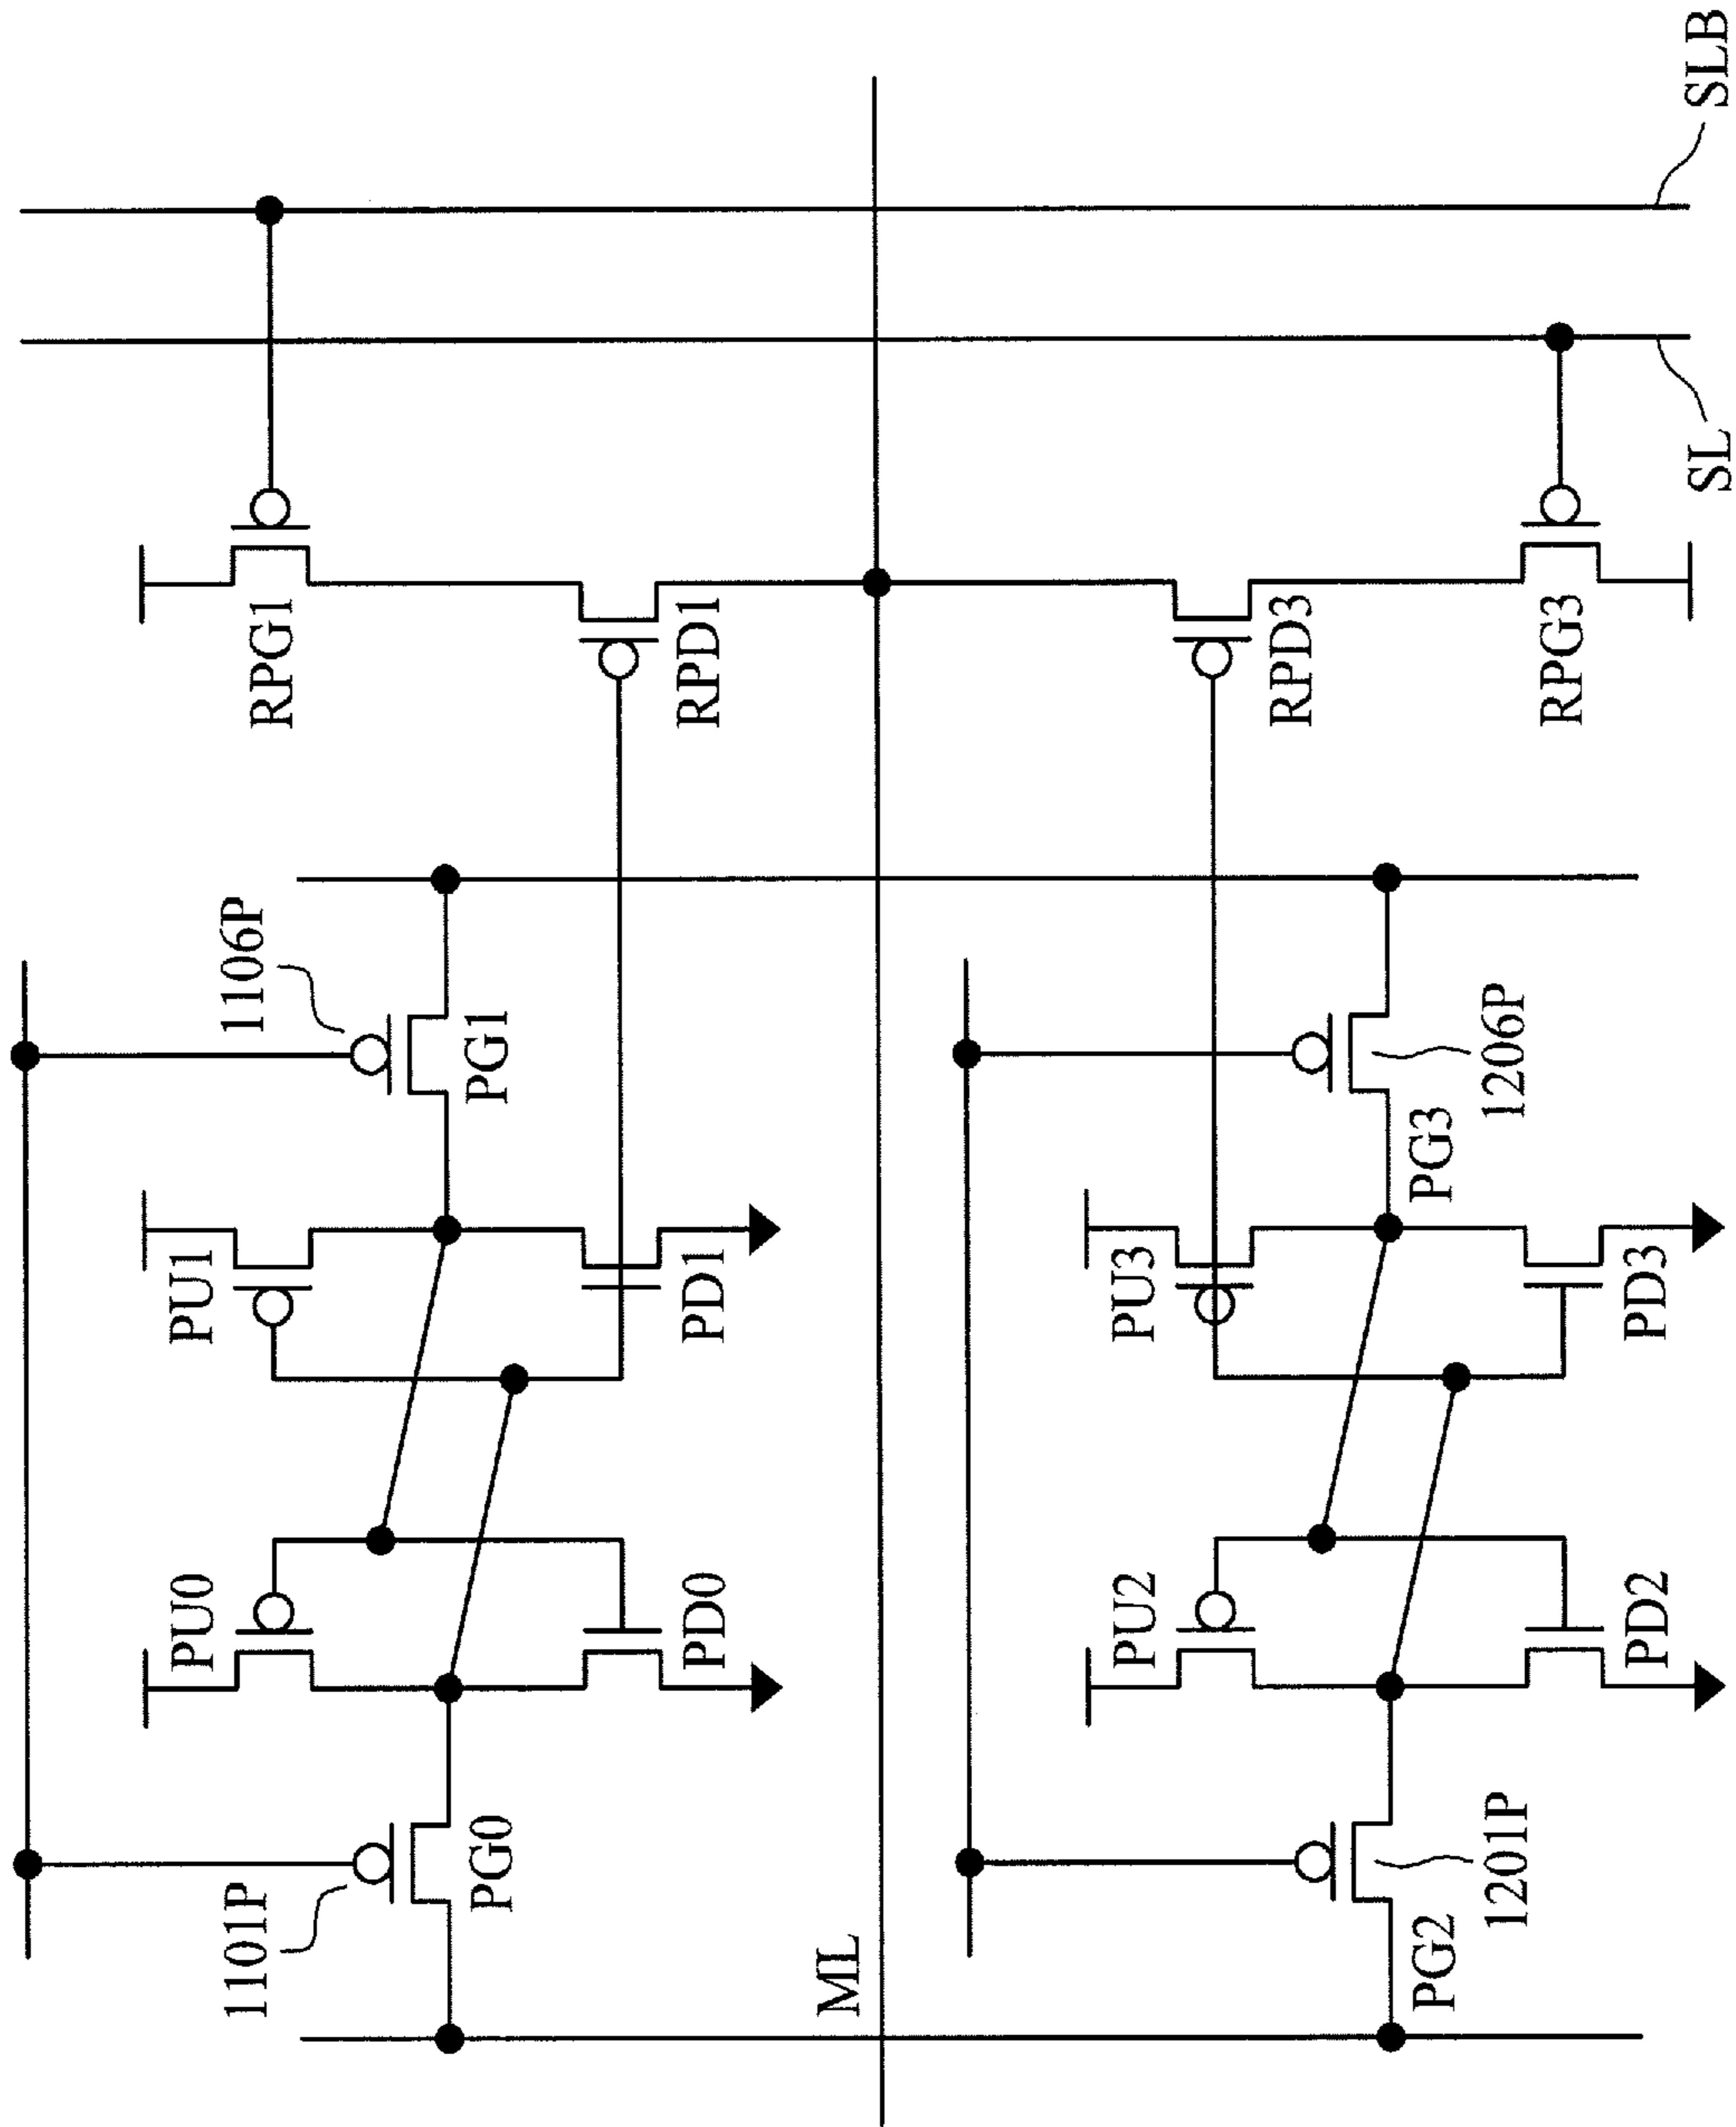 1101P
PG0
PU0
PD0
PU1
PD1
1106P
PG1
RPG1
RPD1
ML
PG2
1201P
PU2
PD2
PU3
PD3
PG3
1206P
RPD3
RPG3
SL
SLB